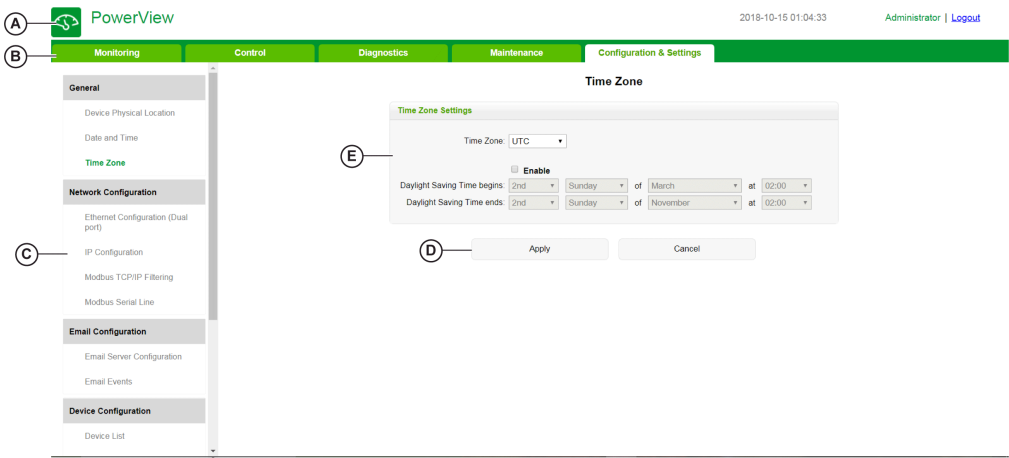 A
PowerView
2018-10-15 01:04:33
Administrator | Logout
B
Monitoring
Control
Diagnostics
Maintenance
Configuration & Settings
General
Device Physical Location
Date and Time
Time Zone
Network Configuration
Ethernet Configuration (Dual
port)
C
IP Configuration
Modbus TCP/IP Filtering
Modbus Serial Line
Email Configuration
Email Server Configuration
Email Events
Device Configuration
Device List
Time Zone
Time Zone Settings
E
Time Zone: UTC
Enable
Daylight Saving Time begins: 2nd Sunday of March at 02:00
Daylight Saving Time ends: 2nd Sunday of November at 02:00
D
Apply
Cancel